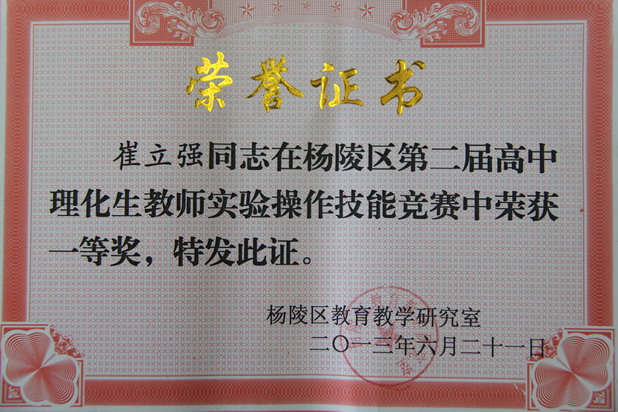 荣誉证书
崔立强同志在杨陵区第二届高中
理化生教师实验操作技能竞赛中荣获
一等奖，特发此证。
杨陵区教育教学研究室
二〇一三年六月二十一日